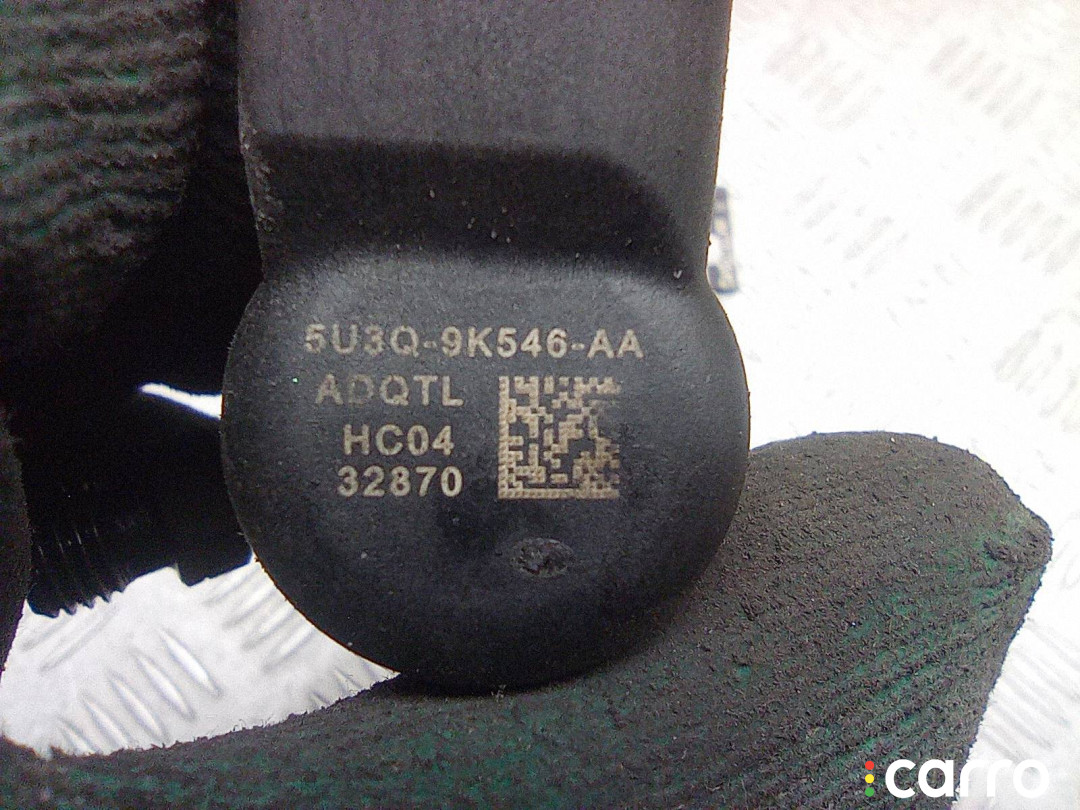 5U3Q-9K546-AA
ADQTL
HC04
32870
carro